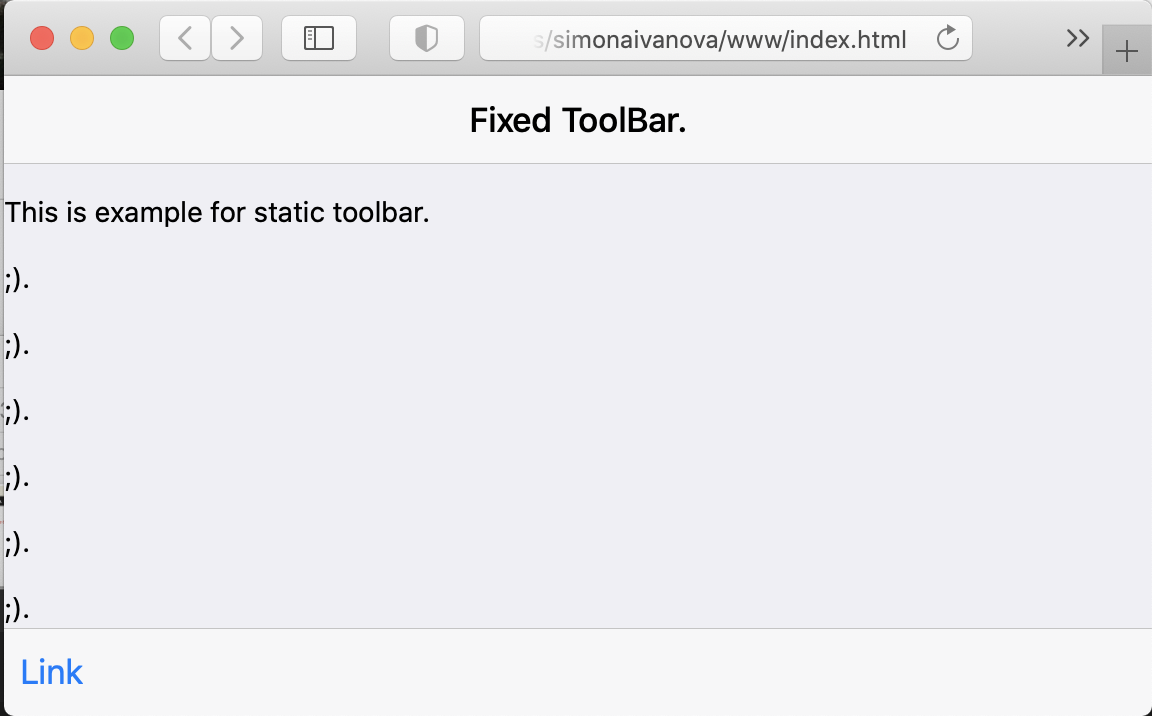 s/simonaivanova/www/index.html
Fixed ToolBar.
This is example for static toolbar.
;).
;).
;).
;).
;).
;).
Link